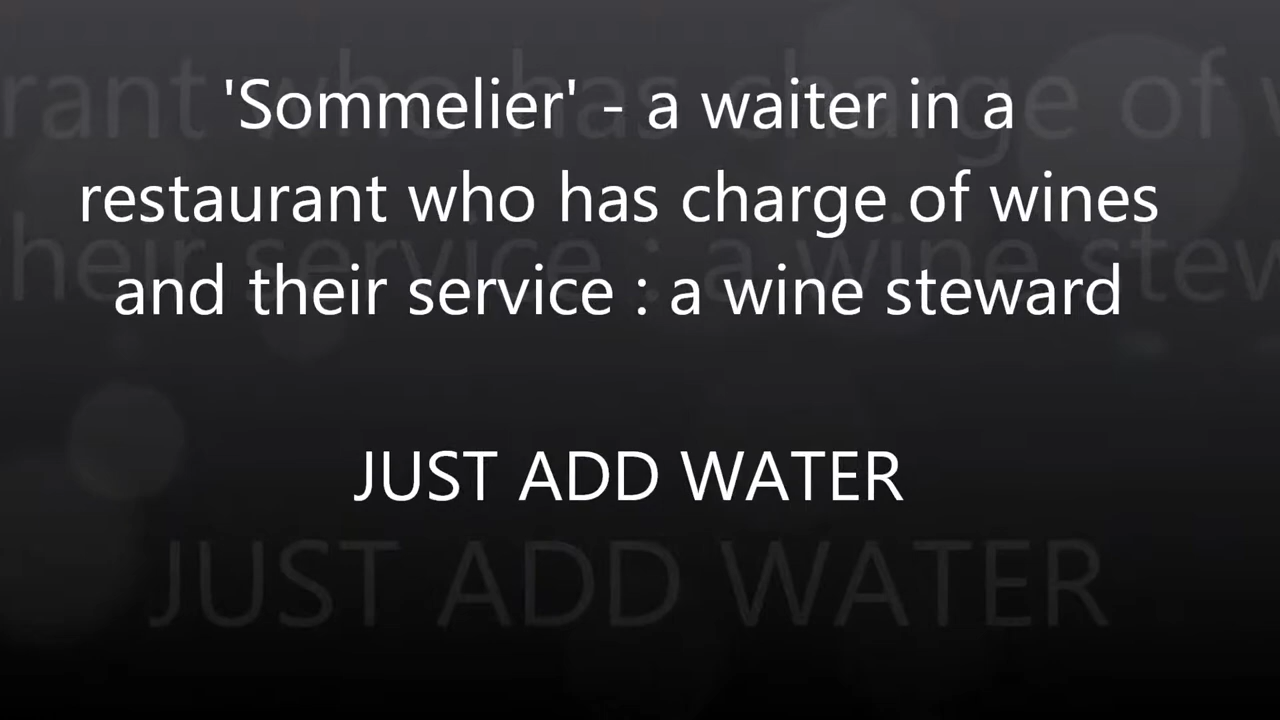 'Sommelier' - a waiter in a
restaurant who has charge of wines
and their service : a wine steward
JUST ADD WATER